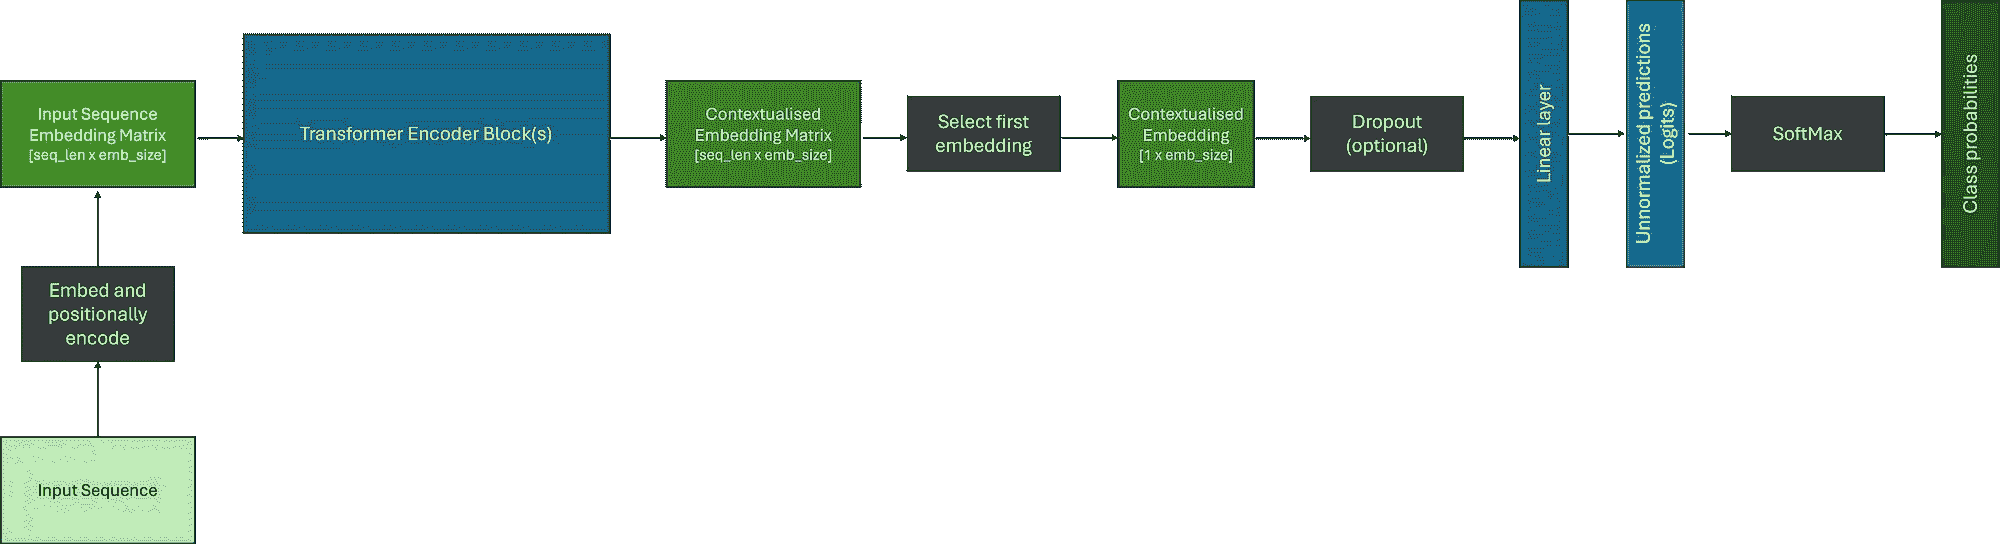 Input Sequence
Embedding Matrix
[seq_len x emb_size]
Transformer Encoder Block(s)
Contextualised
Embedding Matrix
[seq_len x emb_size]
Select first
embedding
Contextualised
Embedding
[1 x emb_size]
Dropout
(optional)
Linear layer
Unnormalized predictions
(Logits)
SoftMax
Class probabilities
Embed and
positionally
encode
Input Sequence